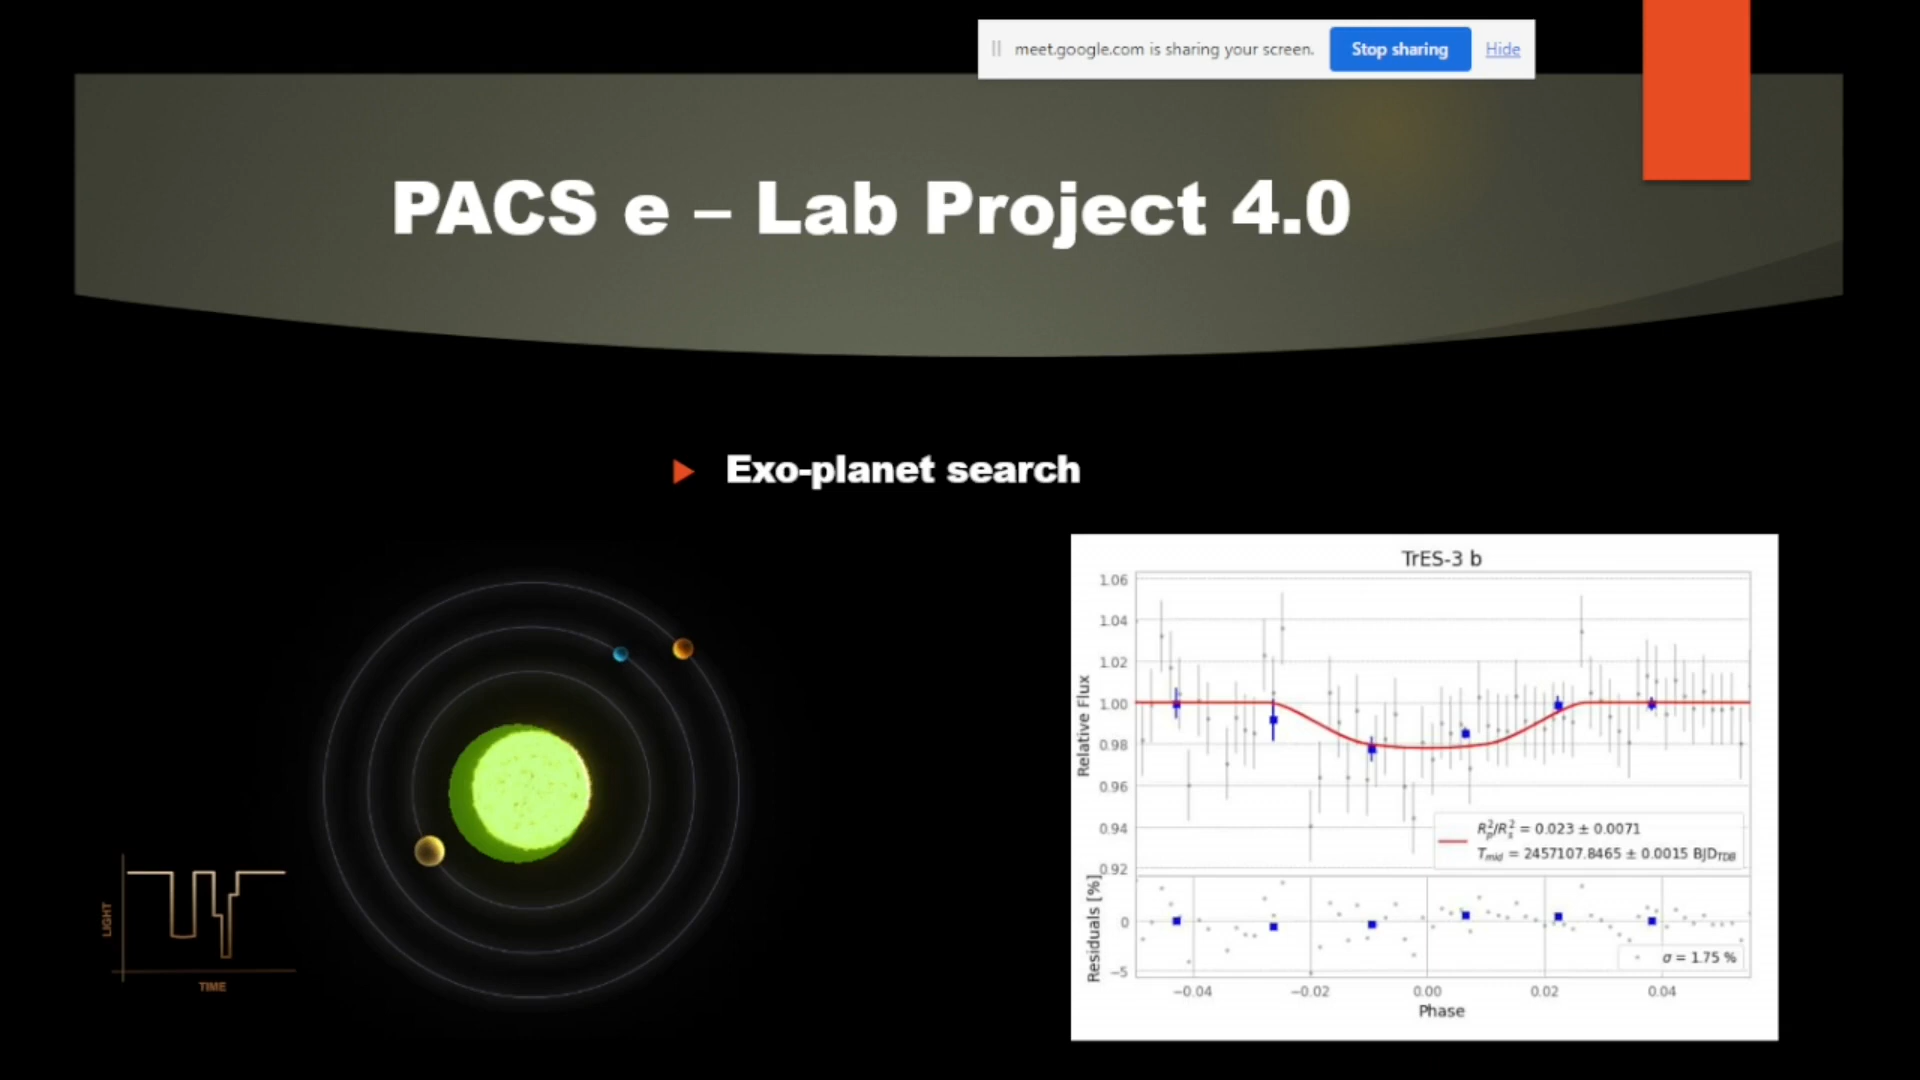 meet.google.com is sharing your screen. Stop sharing Hide
PACS e – Lab Project 4.0
Exo-planet search
LIGHT
TIME
TrES-3 b
1.06
1.04
1.02
1.00
0.98
0.96
0.94
0.92
Relative Flux
R²p/R²s = 0.023 ± 0.0071
Tmid = 2457107.8465 ± 0.0015 BJDTDB
Residuals [%]
0
−5
σ = 1.75 %
−0.04 −0.02 0.00 0.02 0.04
Phase